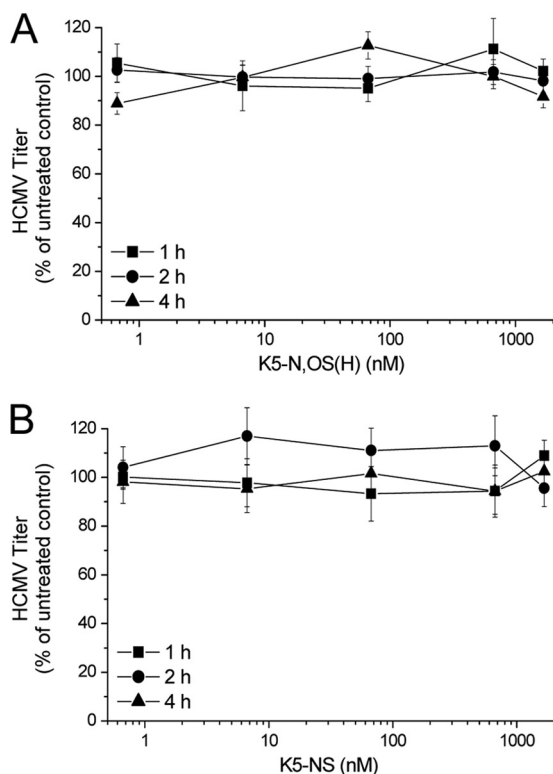 A
HCMV Titer
(% of untreated control)
120
100
80
60
40
20
0
1 h
2 h
4 h
1
10
100
1000
K5-N,OS(H) (nM)
B
HCMV Titer
(% of untreated control)
120
100
80
60
40
20
0
1 h
2 h
4 h
1
10
100
1000
K5-NS (nM)